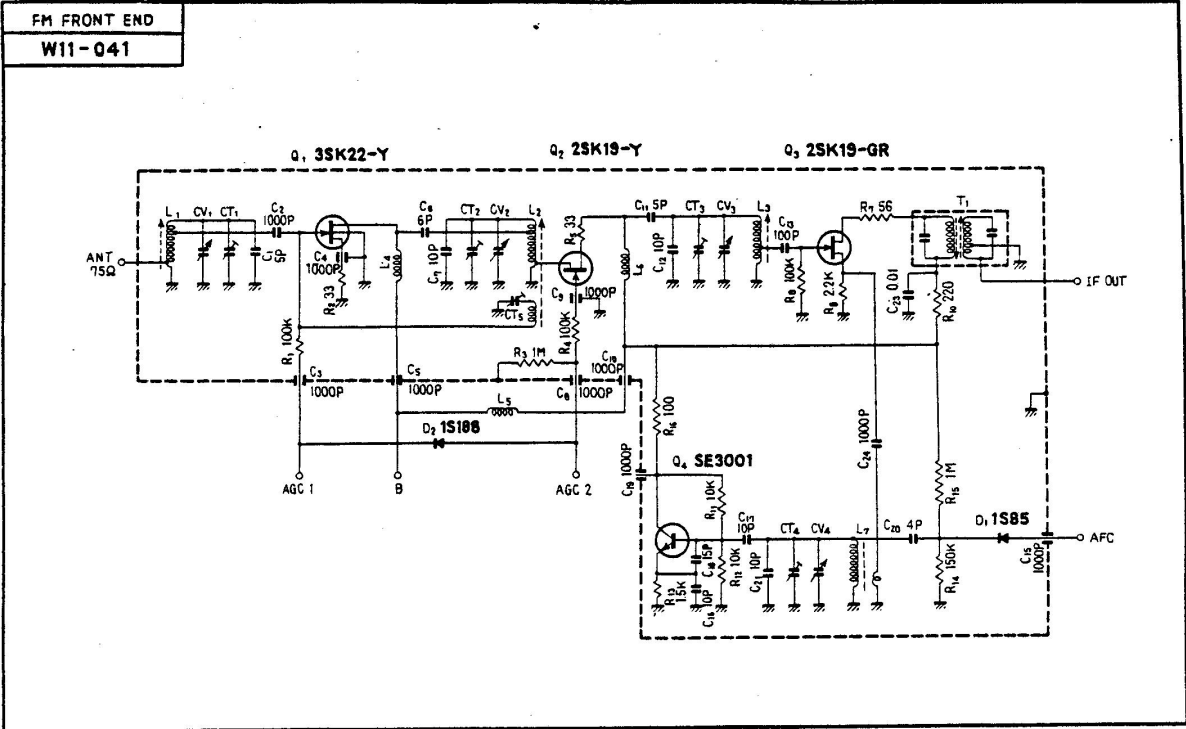 FM FRONT END
W11-041
Q1 3SK22-Y
Q2 2SK19-Y
Q3 2SK19-GR
L1
CV1
CT1
C2
1000P
C1
5P
ANT
75Ω
C4
1000P
R2 33
L4
C6
6P
C7 10P
CT2
CV2
L2
CT5
R5 33
C9
1000P
R4 100K
R3 1M
L6
C11 5P
C12 10P
CT3
CV3
L3
C13
100P
R8 100K
R9 2.2K
R7 56
T1
C23 0.01
R10 220
IF OUT
R1 100K
C3
1000P
C5
1000P
C8
1000P
C10
1000P
L5
D2 1S188
AGC 1
B
AGC 2
R16 100
C19 1000P
Q4 SE3001
R11 10K
C17
10P
C18 15P
R12 10K
R13
1.5K
C16 10P
C21 10P
CT4
CV4
L7
C24 1000P
C20 4P
R15 1M
R14 150K
D1 1S85
C15
1000P
AFC